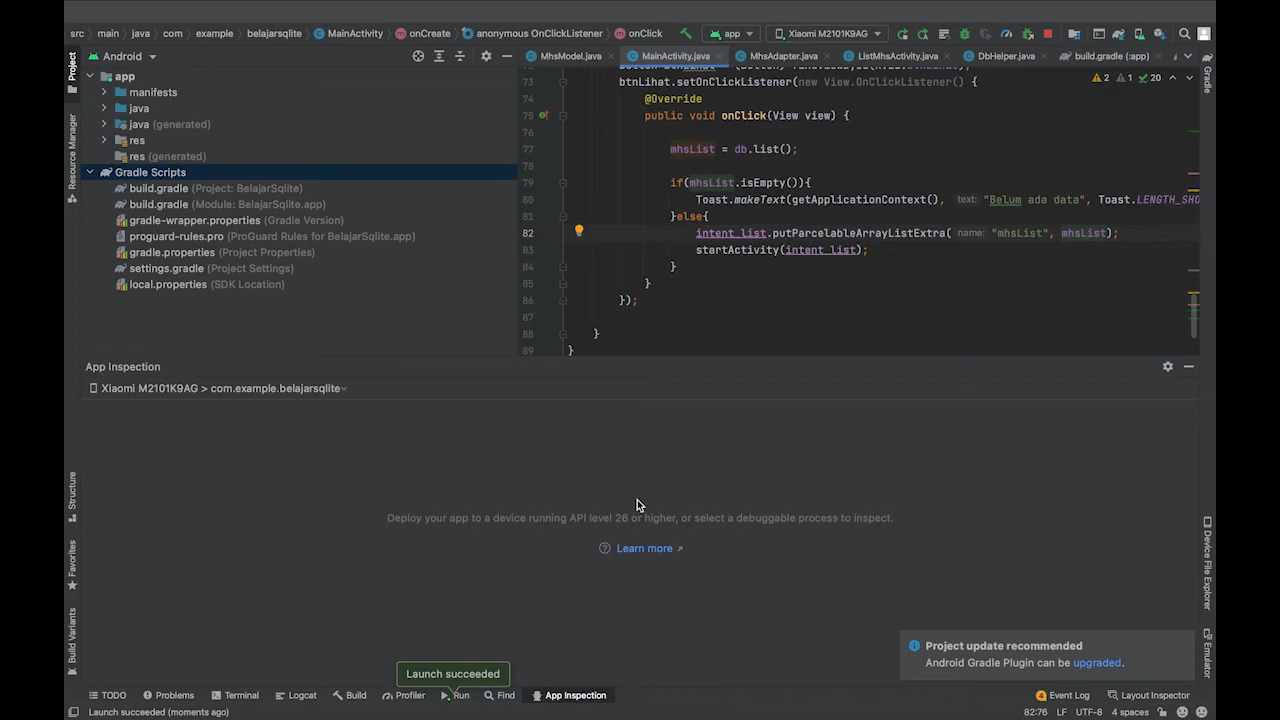 src main java com example belajarsqlite MainActivity onCreate anonymous OnClickListener onClick app Xiaomi M2101K9AG
Android
MhsModel.java MainActivity.java MhsAdapter.java ListMhsActivity.java DbHelper.java build.gradle (:app)
Project
Resource Manager
Structure
Favorites
Build Variants
app
manifests
java
java (generated)
res
res (generated)
Gradle Scripts
build.gradle (Project: BelajarSqlite)
build.gradle (Module: BelajarSqlite.app)
gradle-wrapper.properties (Gradle Version)
proguard-rules.pro (ProGuard Rules for BelajarSqlite.app)
gradle.properties (Project Properties)
settings.gradle (Project Settings)
local.properties (SDK Location)
2 1 20
73 btnLihat.setOnClickListener(new View.OnClickListener() {
74 @Override
75 public void onClick(View view) {
76
77 mhsList = db.list();
78
79 if(mhsList.isEmpty()){
80 Toast.makeText(getApplicationContext(), text: "Belum ada data", Toast.LENGTH_SHO
81 }else{
82 intent_list.putParcelableArrayListExtra( name: "mhsList", mhsList);
83 startActivity(intent_list);
84 }
85 }
86 });
87
88 }
89 }
App Inspection
Xiaomi M2101K9AG > com.example.belajarsqlite
Deploy your app to a device running API level 26 or higher, or select a debuggable process to inspect.
Learn more
Project update recommended
Android Gradle Plugin can be upgraded.
Launch succeeded
Gradle
Device File Explorer
Emulator
TODO Problems Terminal Logcat Build Profiler Run Find App Inspection 4 Event Log Layout Inspector
Launch succeeded (moments ago) 82:76 LF UTF-8 4 spaces